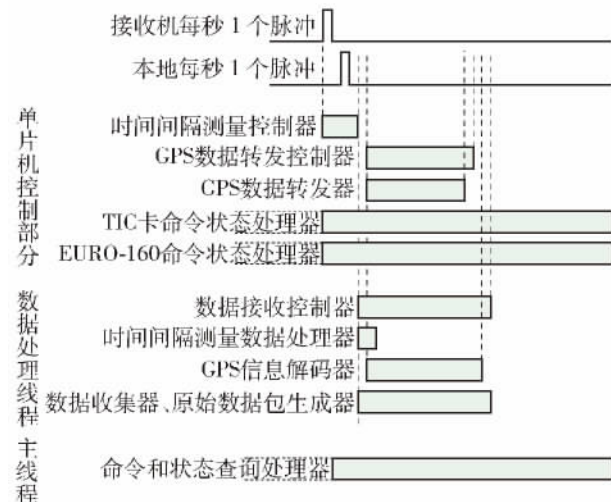 接收机每秒 1 个脉冲
本地每秒 1 个脉冲
单片机控制部分
时间间隔测量控制器
GPS数据转发控制器
GPS数据转发器
TIC卡命令状态处理器
EURO-160命令状态处理器
数据处理线程
数据接收控制器
时间间隔测量数据处理器
GPS信息解码器
数据收集器、原始数据包生成器
主线程
命令和状态查询处理器